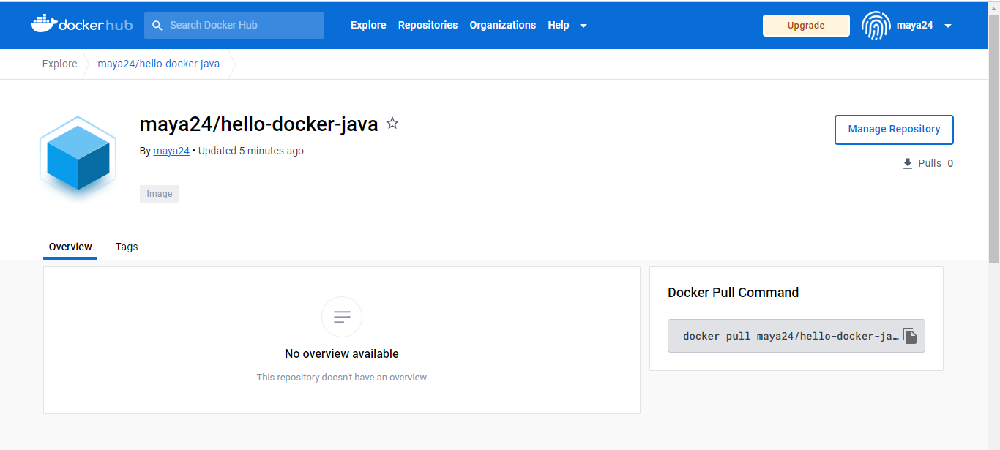 dockerhub Search Docker Hub Explore Repositories Organizations Help Upgrade maya24
Explore maya24/hello-docker-java
maya24/hello-docker-java
Manage Repository
By maya24 • Updated 5 minutes ago
Pulls 0
Image
Overview Tags
Docker Pull Command
docker pull maya24/hello-docker-ja…
No overview available
This repository doesn't have an overview